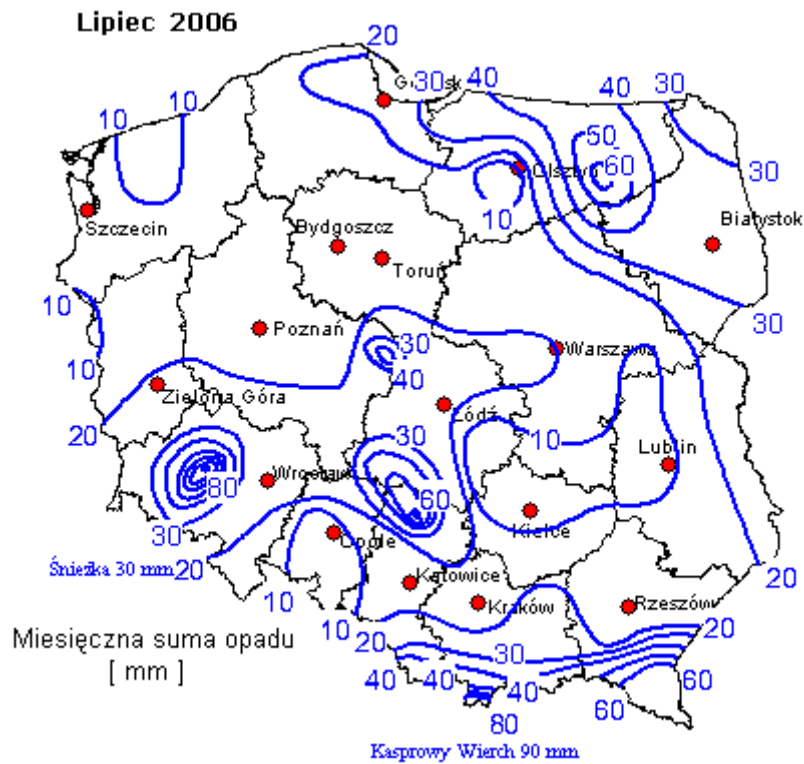 Lipiec 2006
20
30
40
40
30
10
10
50
60
30
Olsztyn
10
Szczecin
Bydgoszcz
Białystok
Toruń
10
30
Poznań
30
Warszawa
10
40
Zielona Góra
20
Łódź
30
10
Lublin
Wrocław
80
60
30
Kielce
Opole
Śnieżka 30 mm
20
20
Katowice
10
Kraków
Rzeszów
10
20
20
Miesięczna suma opadu
[ mm ]
30
40
40
40
60
60
80
Kasprowy Wierch 90 mm